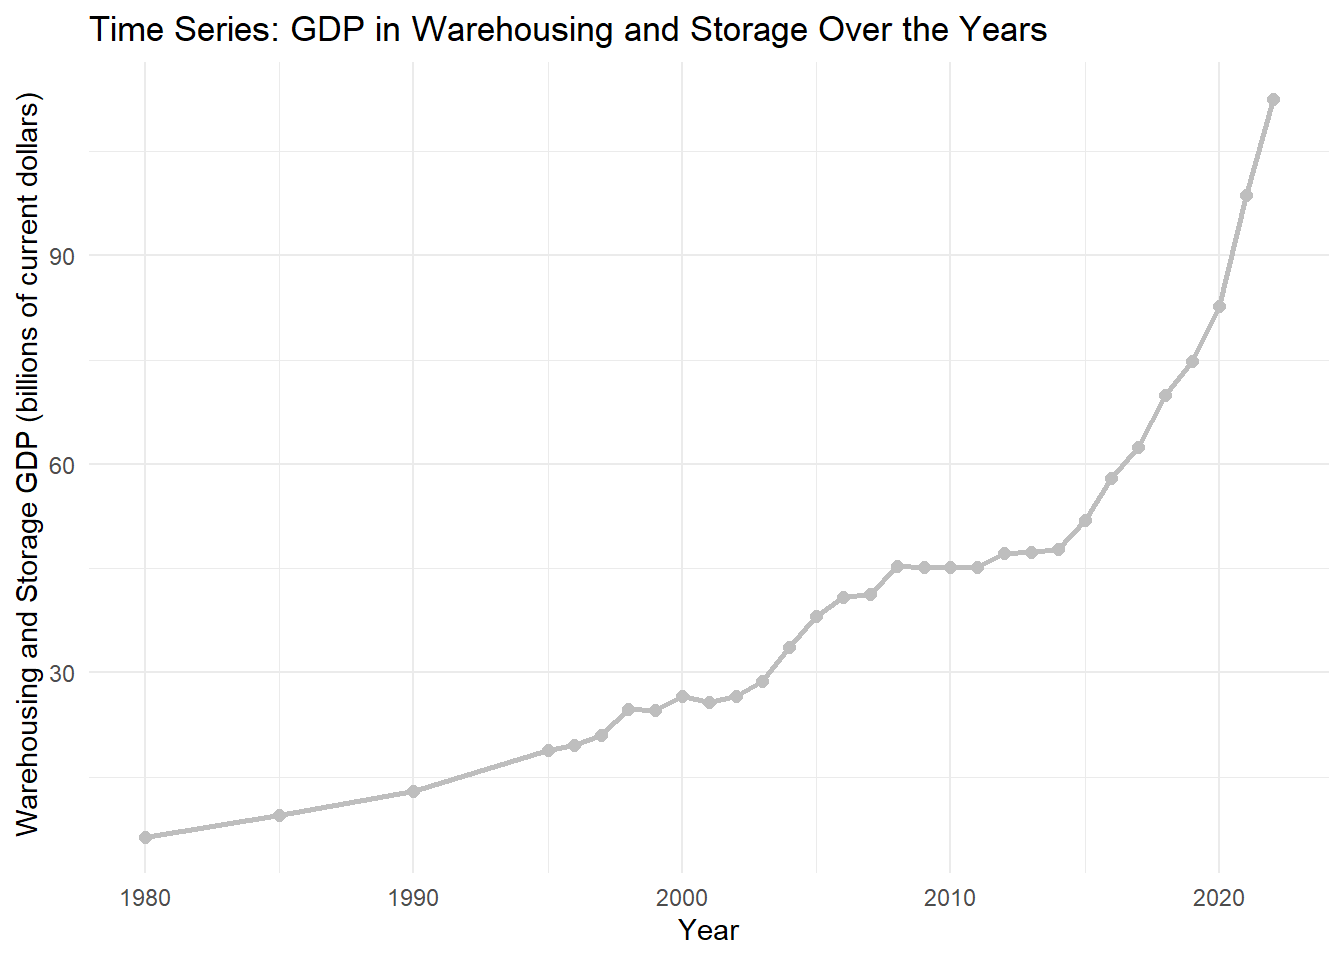 Time Series: GDP in Warehousing and Storage Over the Years
Warehousing and Storage GDP (billions of current dollars)
90
60
30
1980 1990 2000 2010 2020
Year